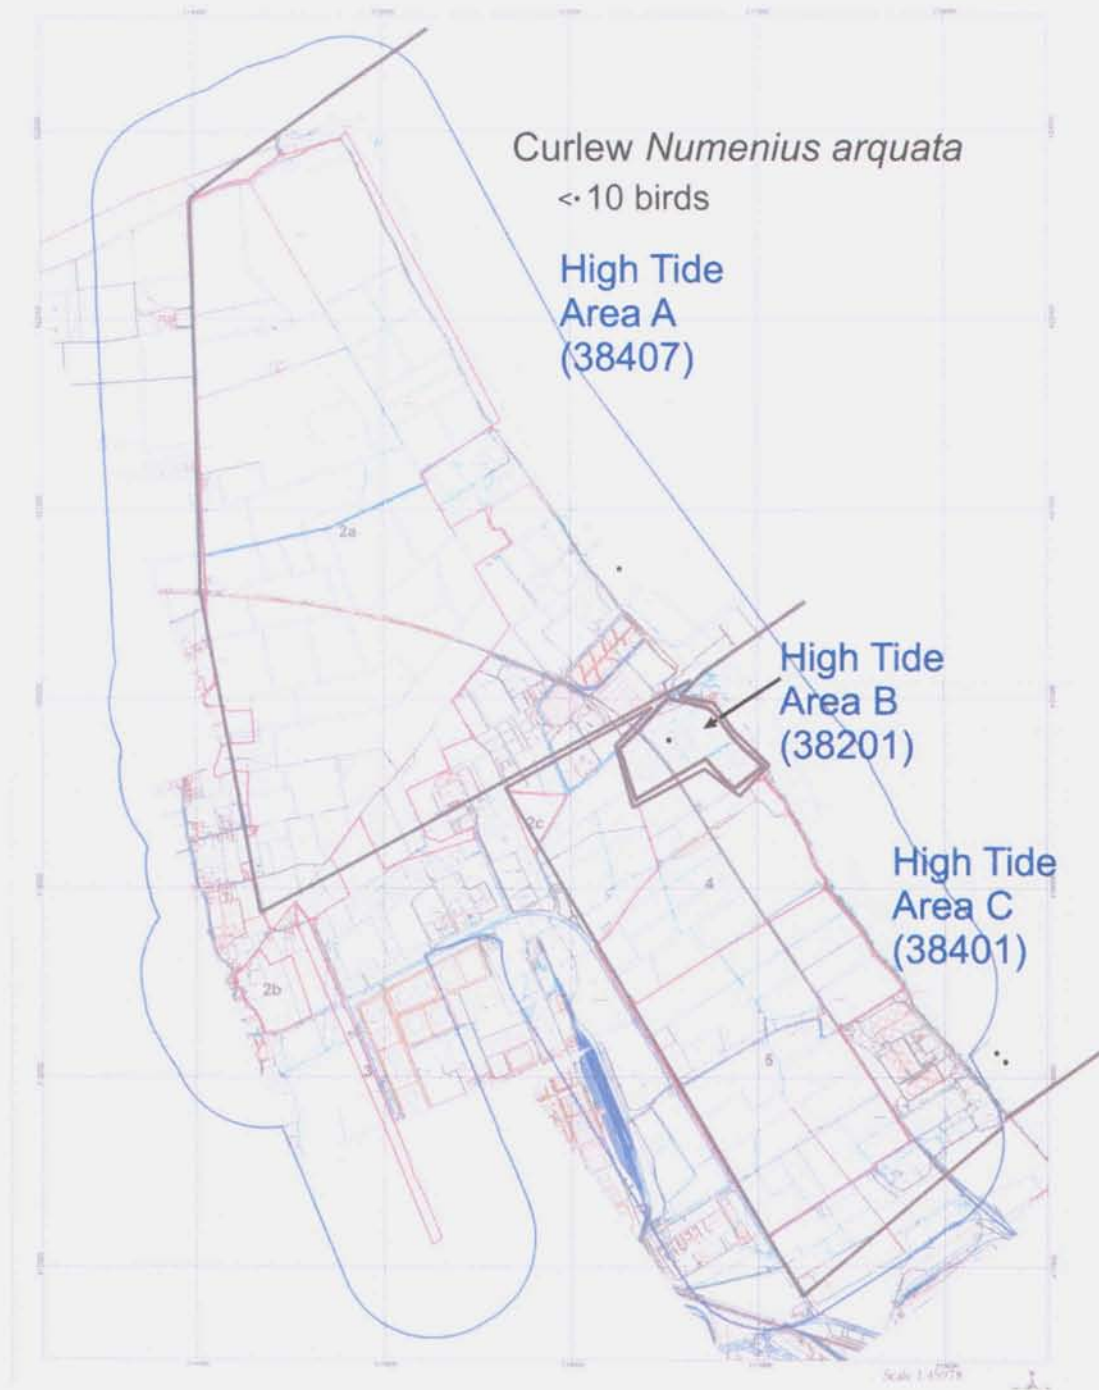 Curlew Numenius arquata
<· 10 birds
High Tide
Area A
(38407)
2a
High Tide
Area B
(38201)
2c
4
High Tide
Area C
(38401)
2b
3
5